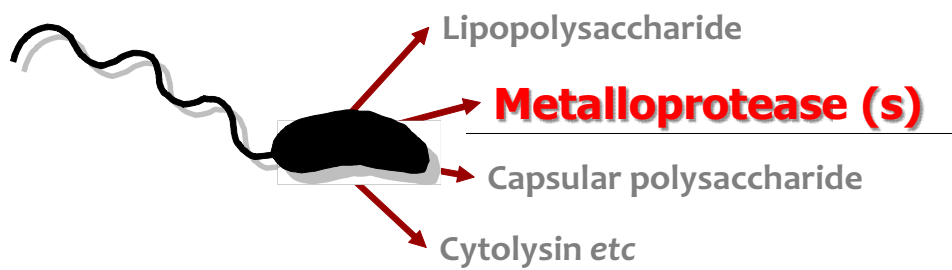 Lipopolysaccharide
Metalloprotease (s)
Capsular polysaccharide
Cytolysin etc